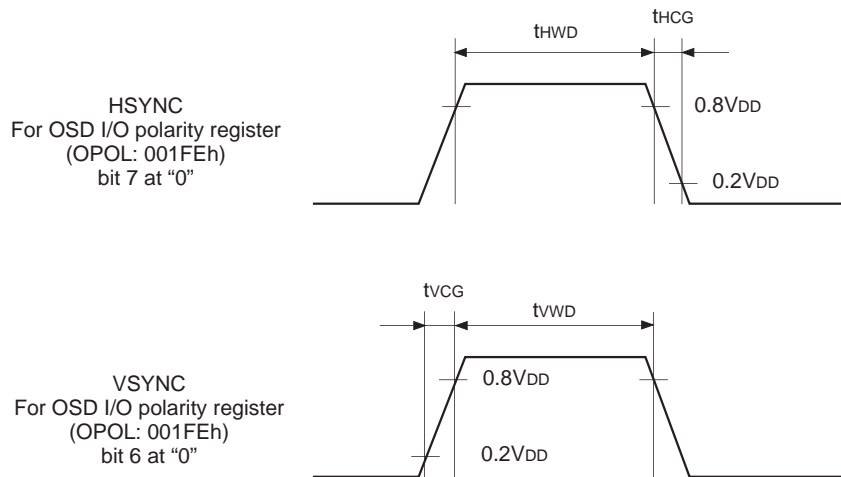 tHWD
tHCG
HSYNC
For OSD I/O polarity register
(OPOL: 001FEh)
bit 7 at “0”
0.8VDD
0.2VDD
tVCG
tVWD
VSYNC
For OSD I/O polarity register
(OPOL: 001FEh)
bit 6 at “0”
0.8VDD
0.2VDD